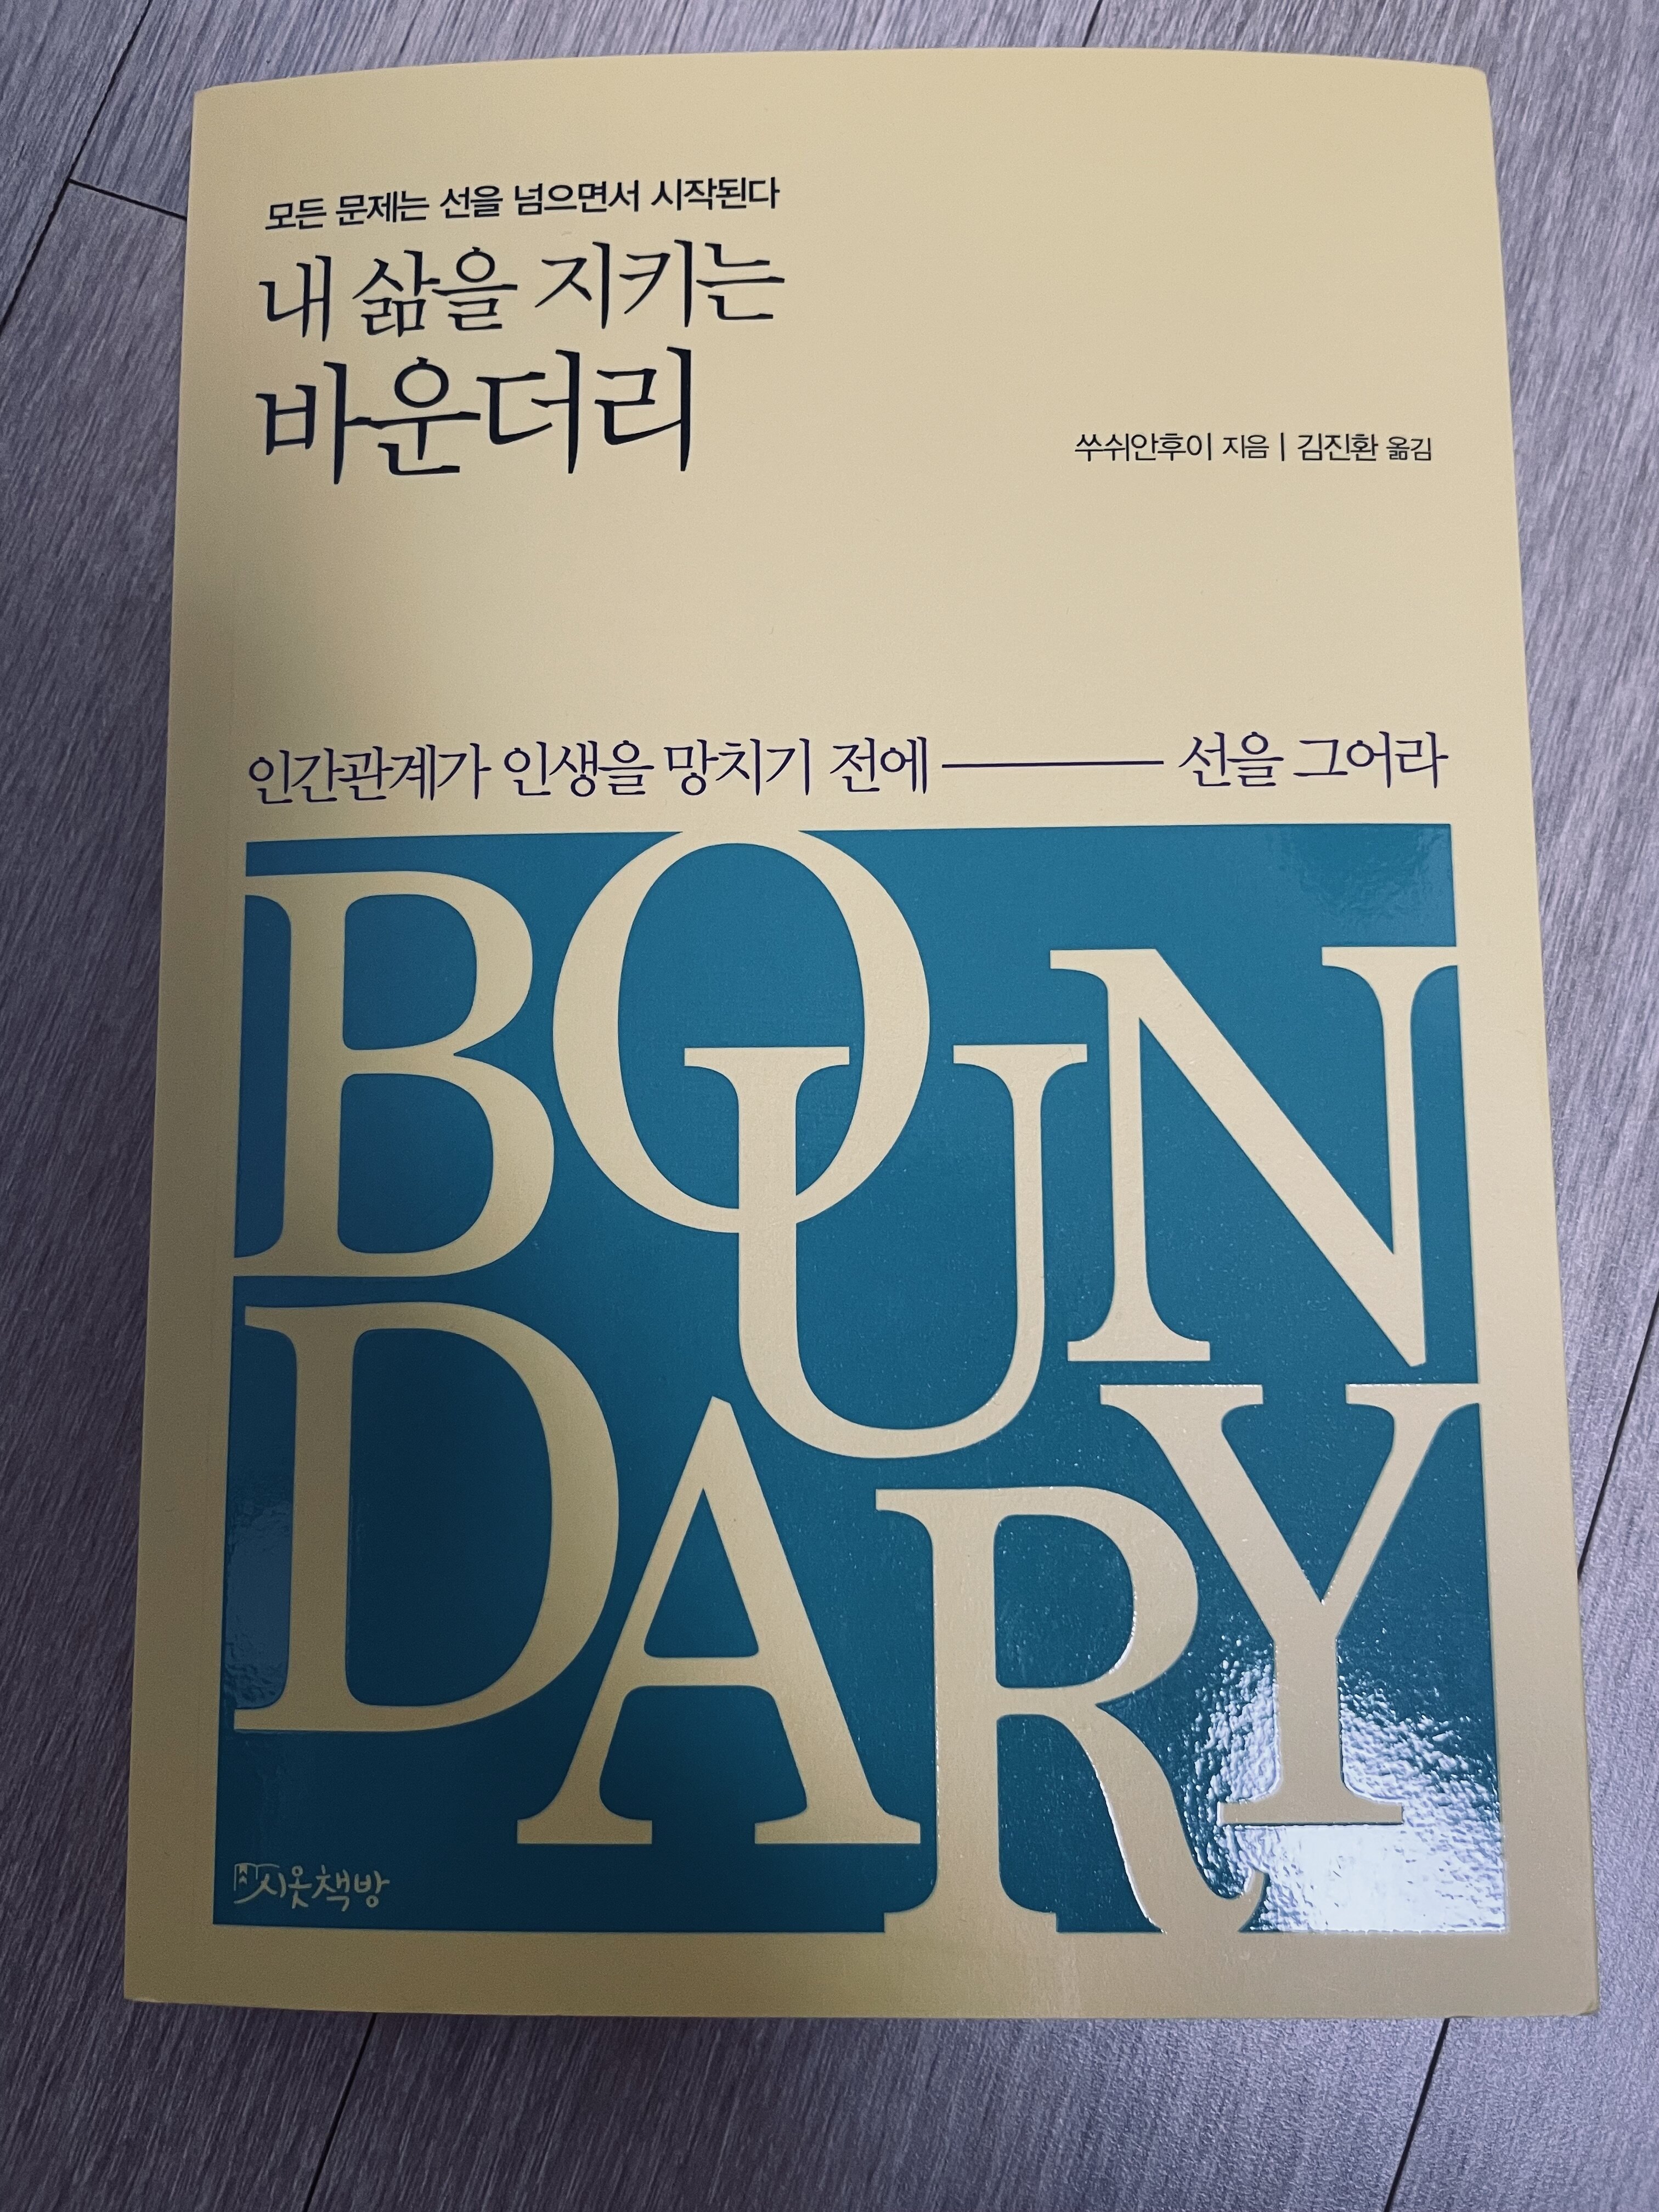 모든 문제는 선을 넘으면서 시작된다
내 삶을 지키는
바운더리
쑤쉬안후이 지음 | 김진환 옮김
인간관계가 인생을 망치기 전에 ─── 선을 그어라
BOUN
DARY
시옷책방